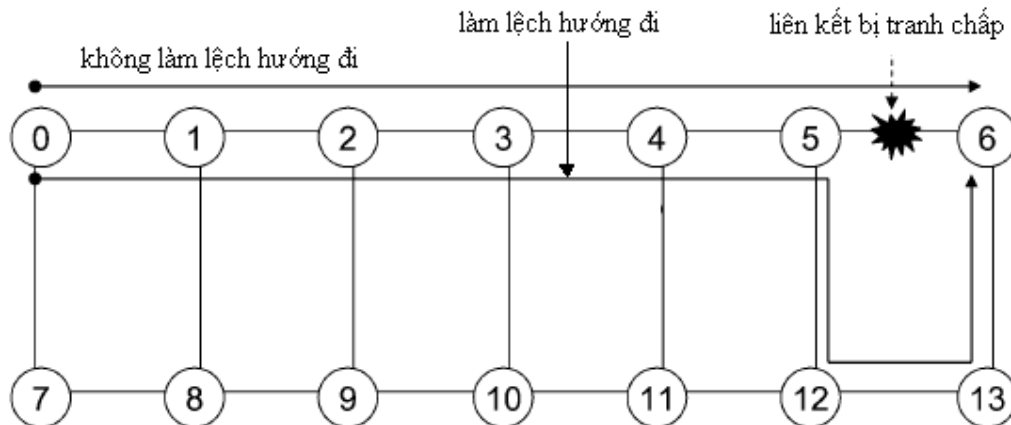 làm lệch hướng đi
liên kết bị tranh chấp
không làm lệch hướng đi
0 1 2 3 4 5 6
7 8 9 10 11 12 13